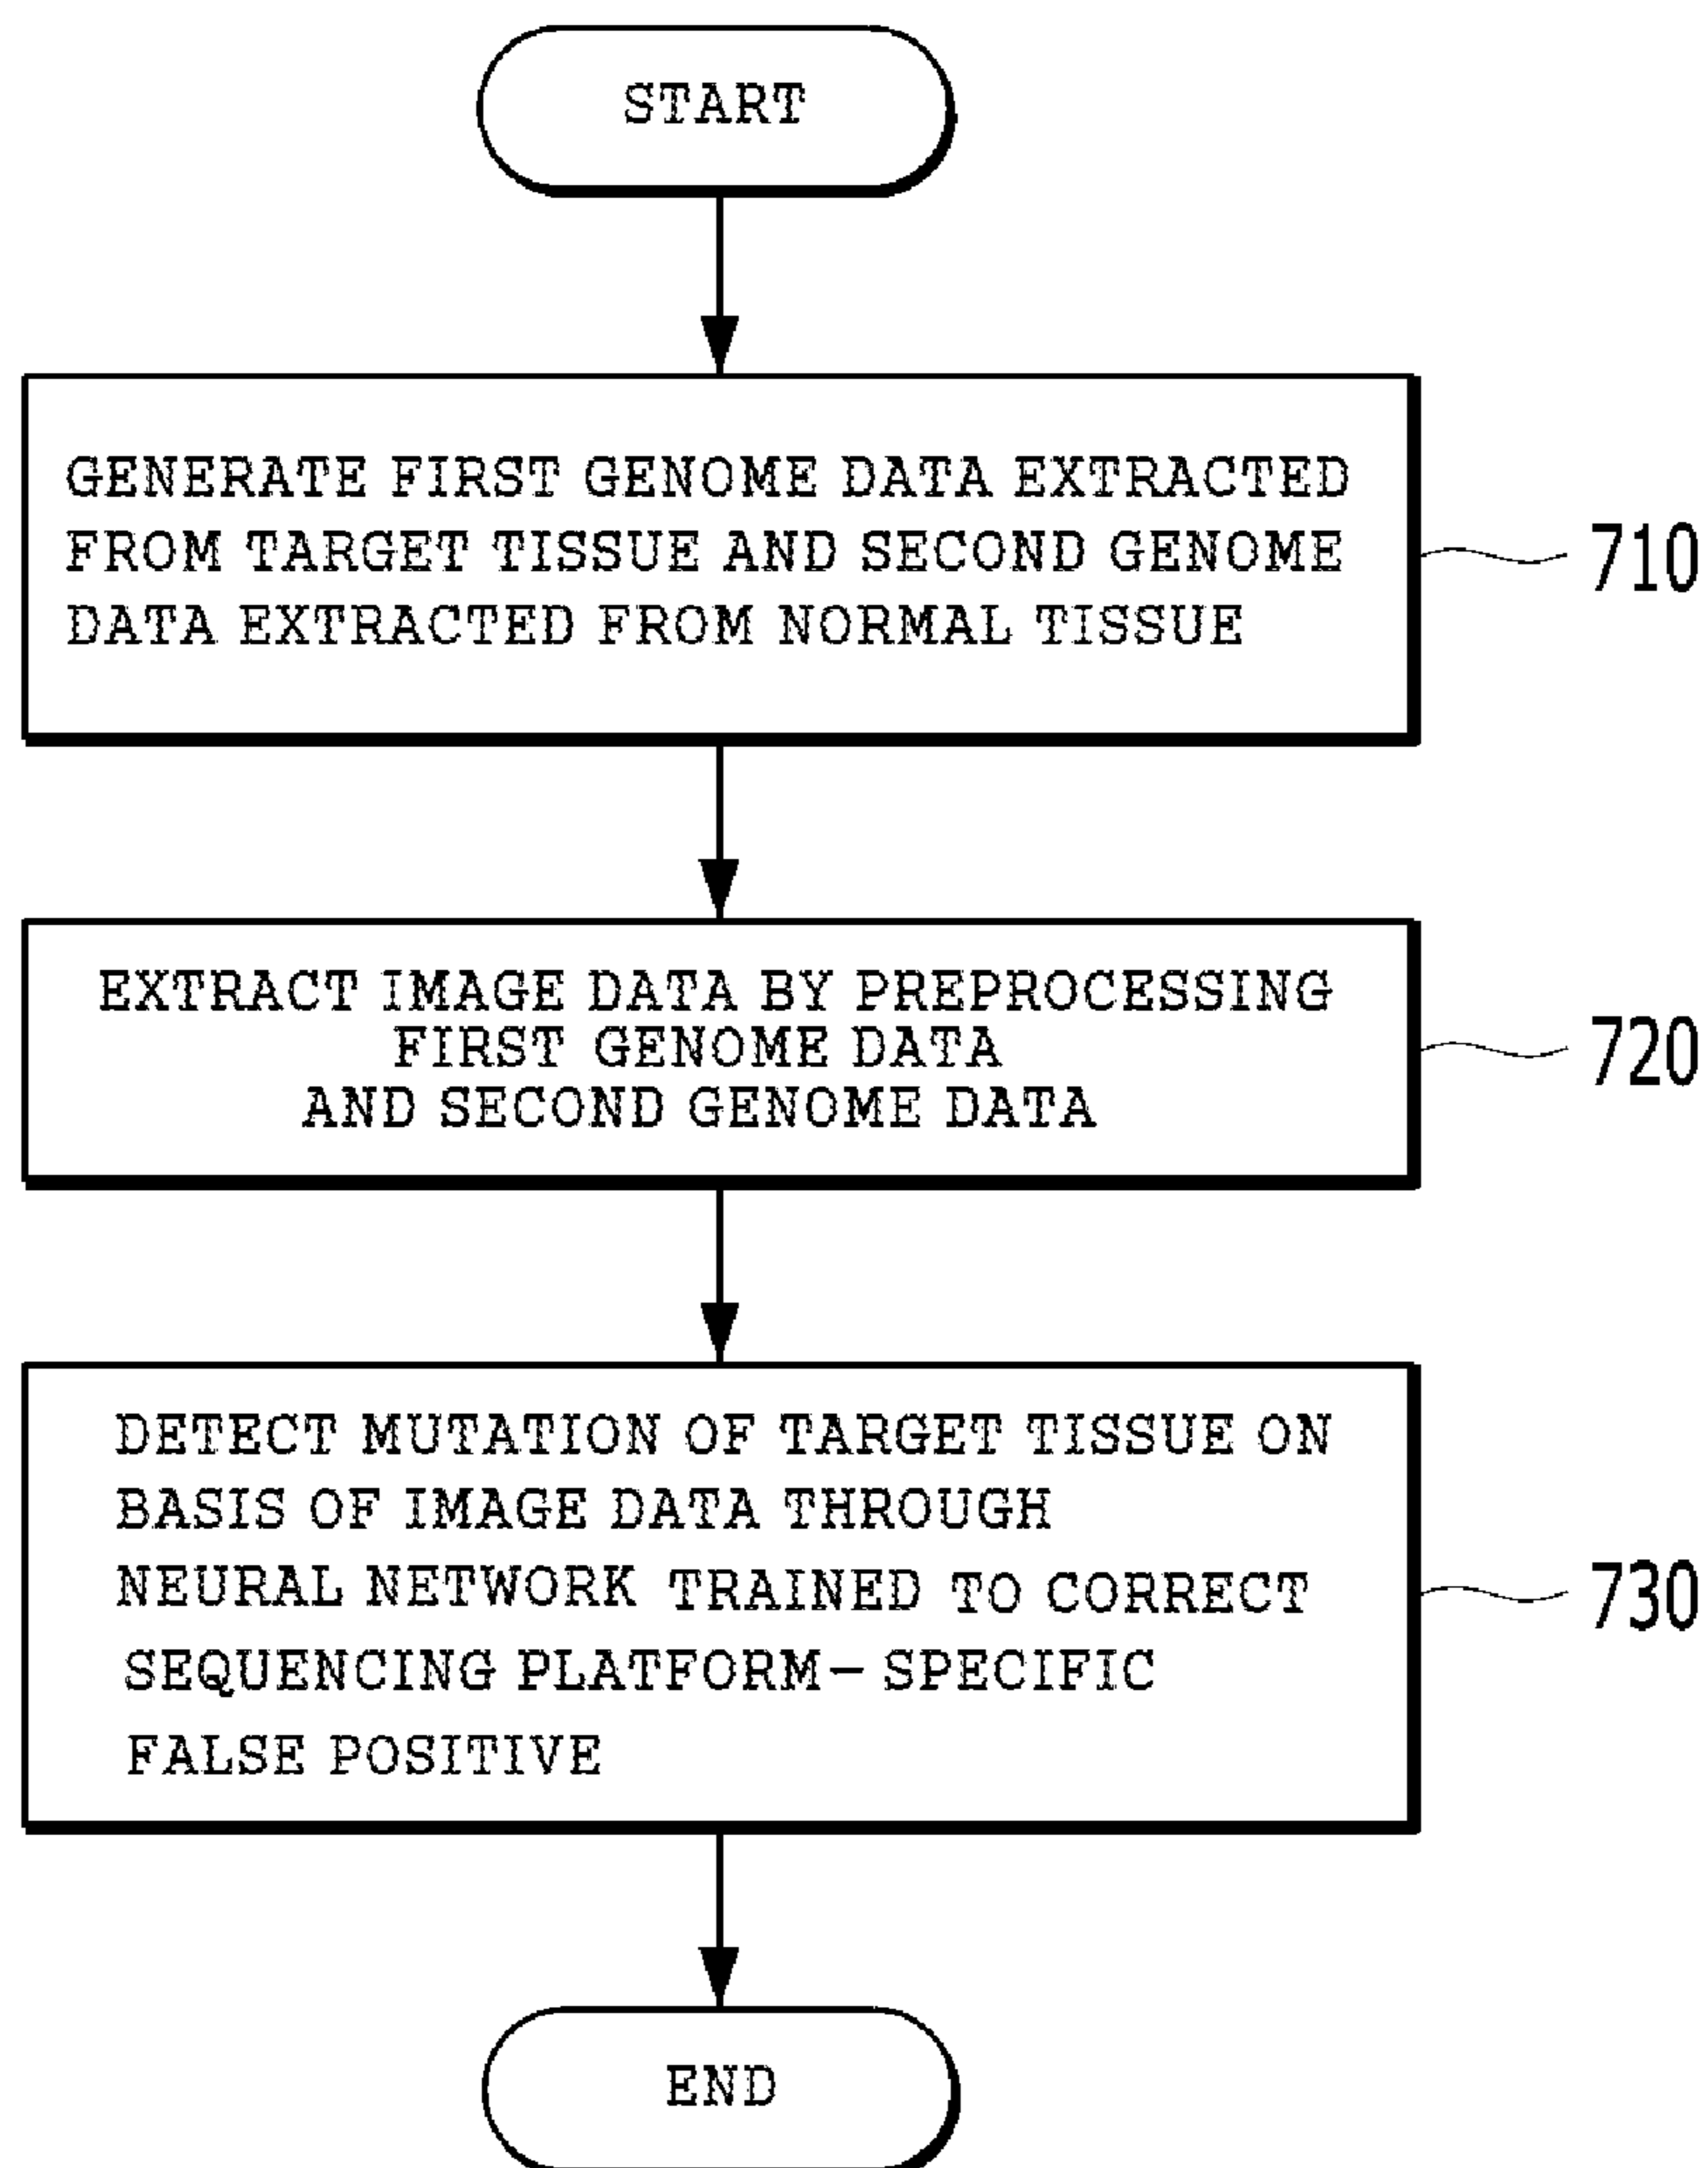 START
GENERATE FIRST GENOME DATA EXTRACTED
FROM TARGET TISSUE AND SECOND GENOME
DATA EXTRACTED FROM NORMAL TISSUE
710
EXTRACT IMAGE DATA BY PREPROCESSING
FIRST GENOME DATA
AND SECOND GENOME DATA
720
DETECT MUTATION OF TARGET TISSUE ON
BASIS OF IMAGE DATA THROUGH
NEURAL NETWORK TRAINED TO CORRECT
SEQUENCING PLATFORM-SPECIFIC
FALSE POSITIVE
730
END